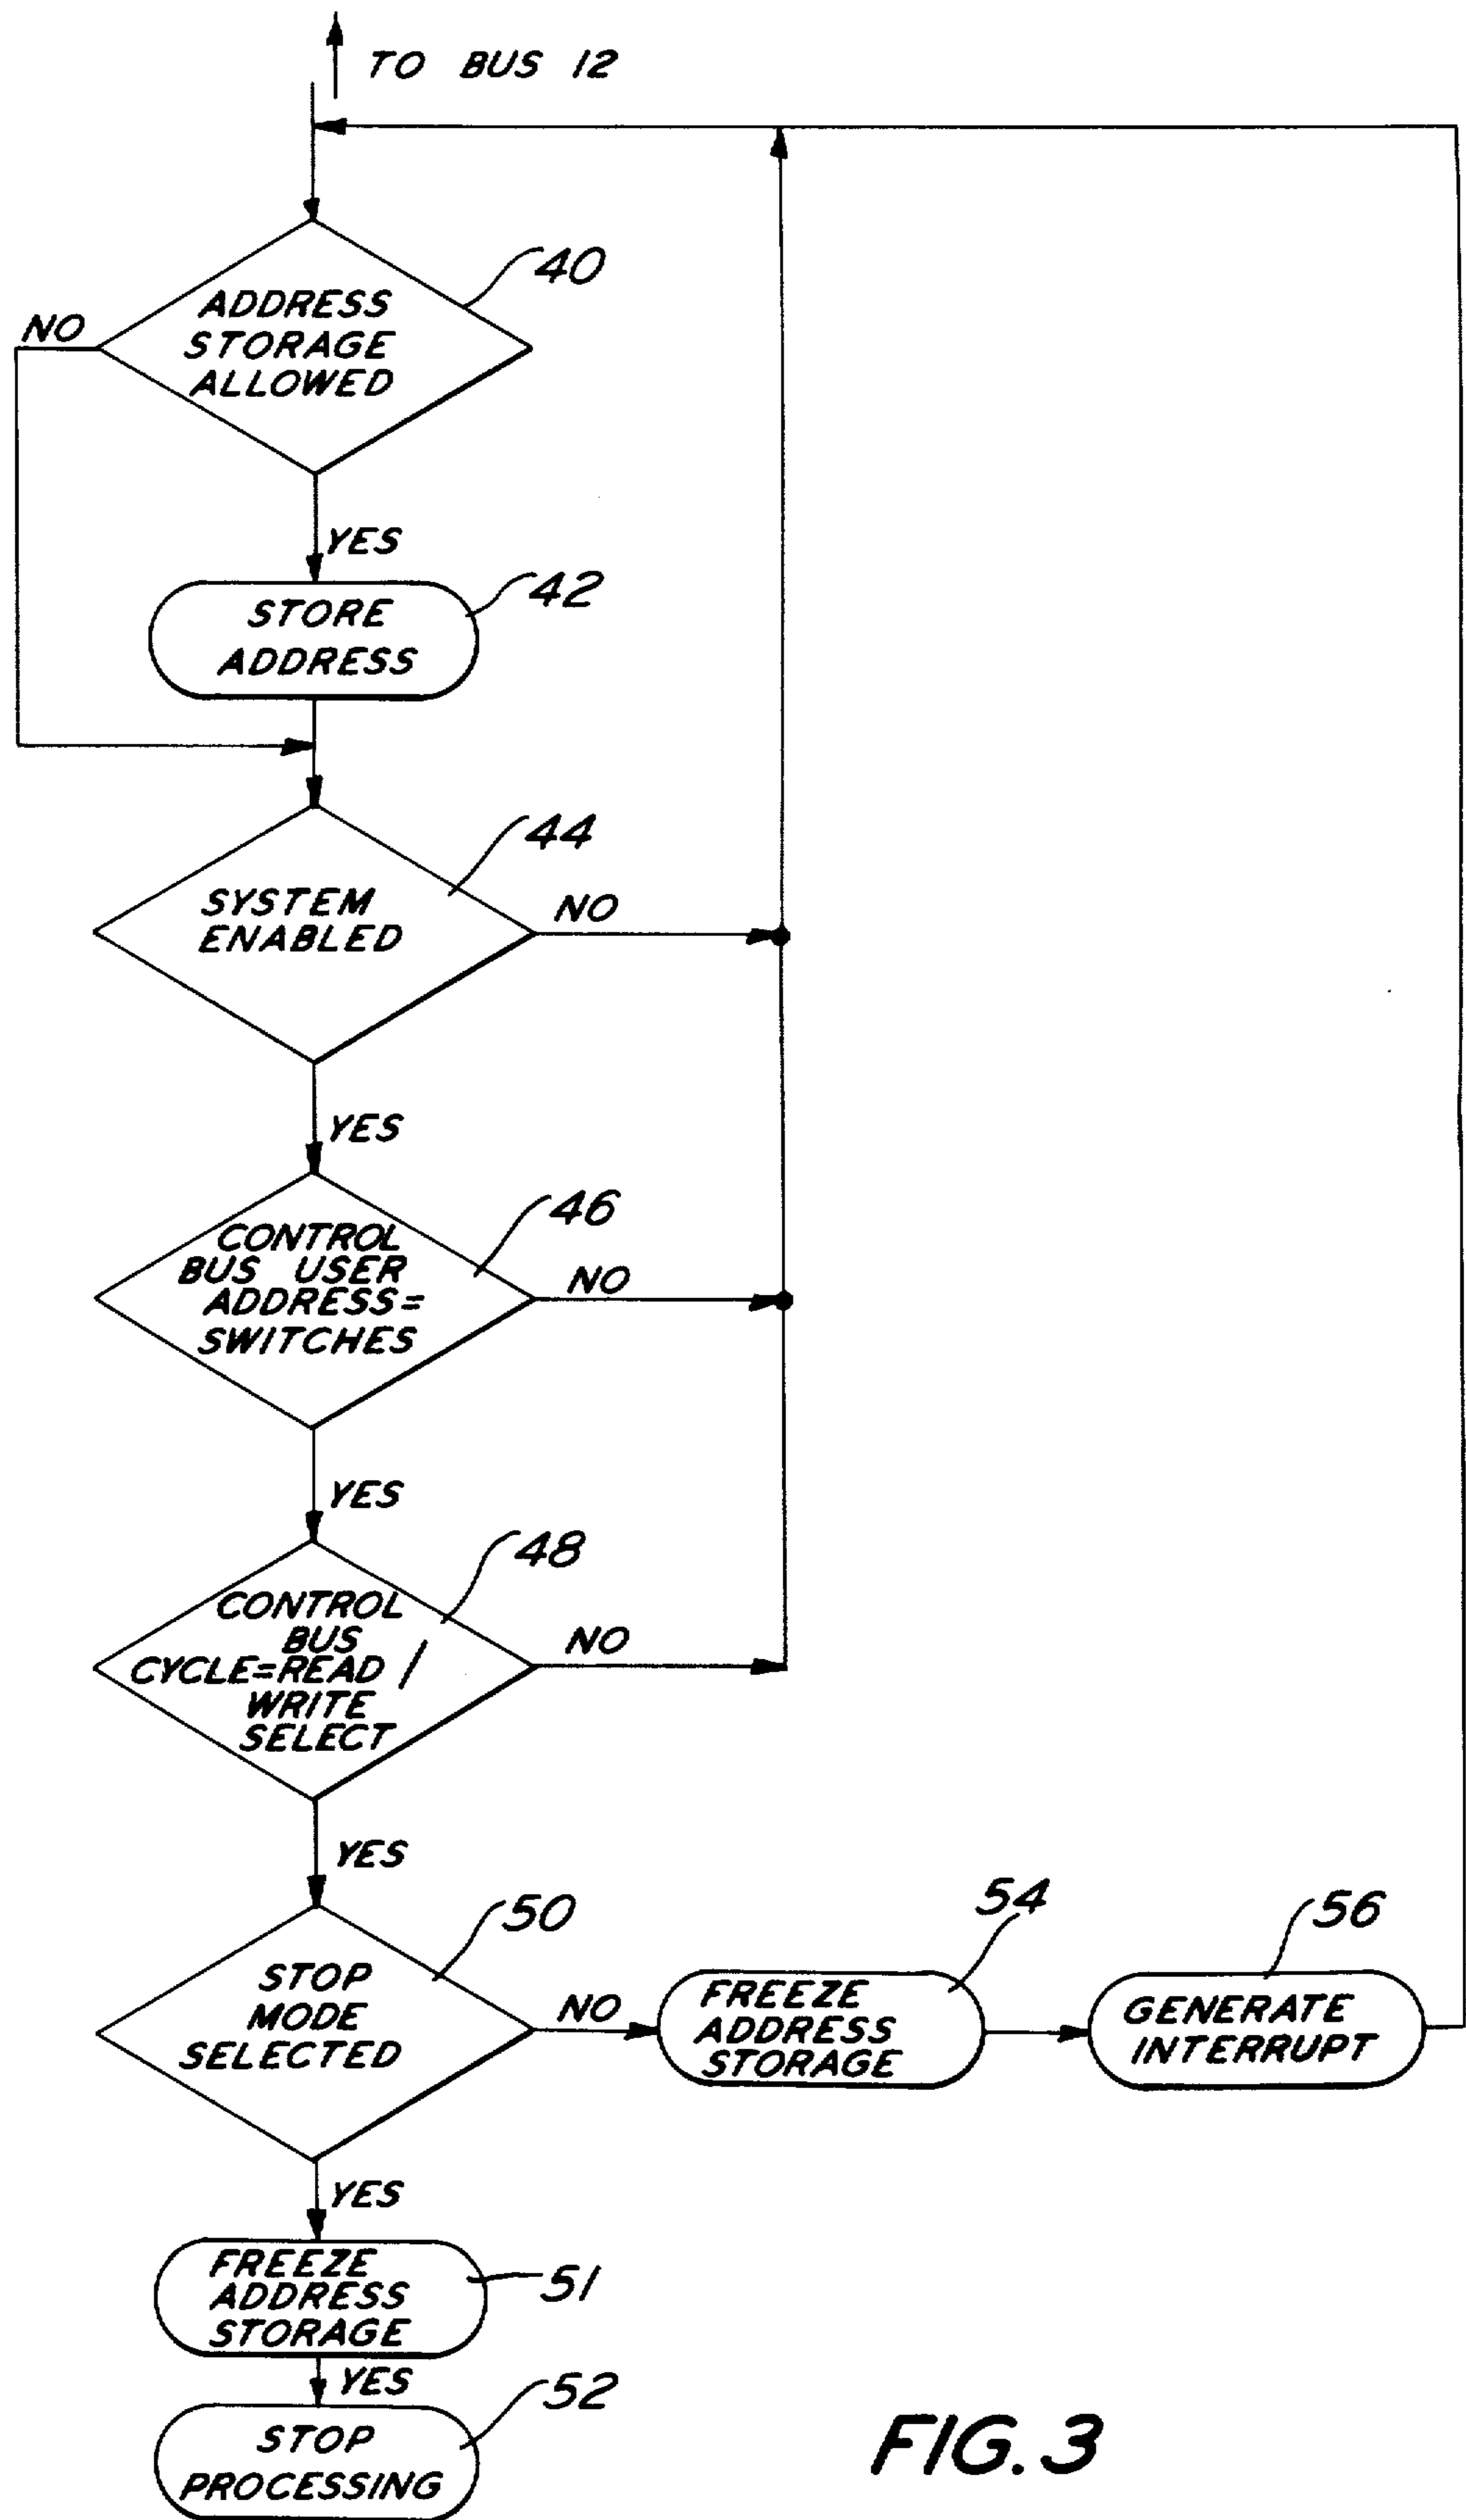 TO BUS 12
40
ADDRESS
STORAGE
ALLOWED
NO
YES
42
STORE
ADDRESS
44
SYSTEM
ENABLED
NO
YES
46
CONTROL
BUS USER
ADDRESS=
SWITCHES
NO
YES
48
CONTROL
BUS
CYCLE=READ /
WRITE
SELECT
NO
YES
50
STOP
MODE
SELECTED
NO
54
FREEZE
ADDRESS
STORAGE
56
GENERATE
INTERRUPT
YES
51
FREEZE
ADDRESS
STORAGE
YES
52
STOP
PROCESSING
FIG. 3